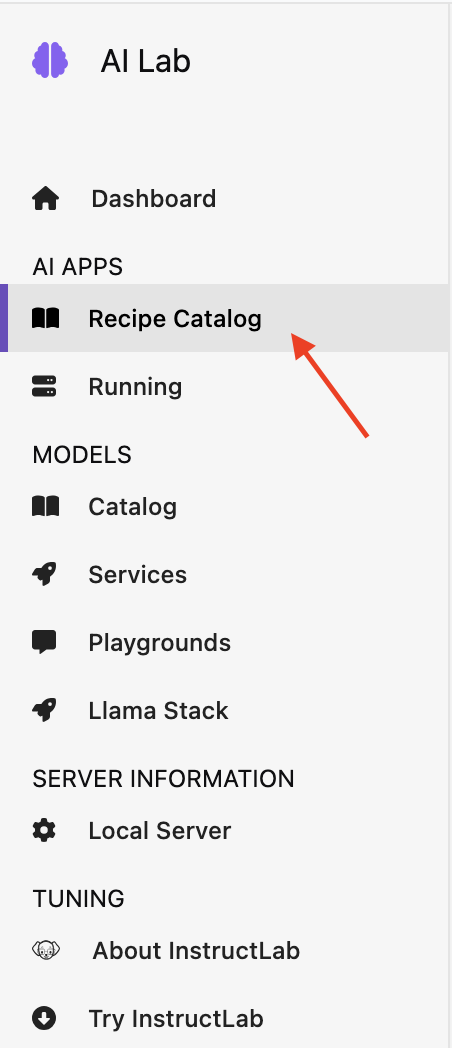 AI Lab
Dashboard
AI APPS
Recipe Catalog
Running
MODELS
Catalog
Services
Playgrounds
Llama Stack
SERVER INFORMATION
Local Server
TUNING
About InstructLab
Try InstructLab